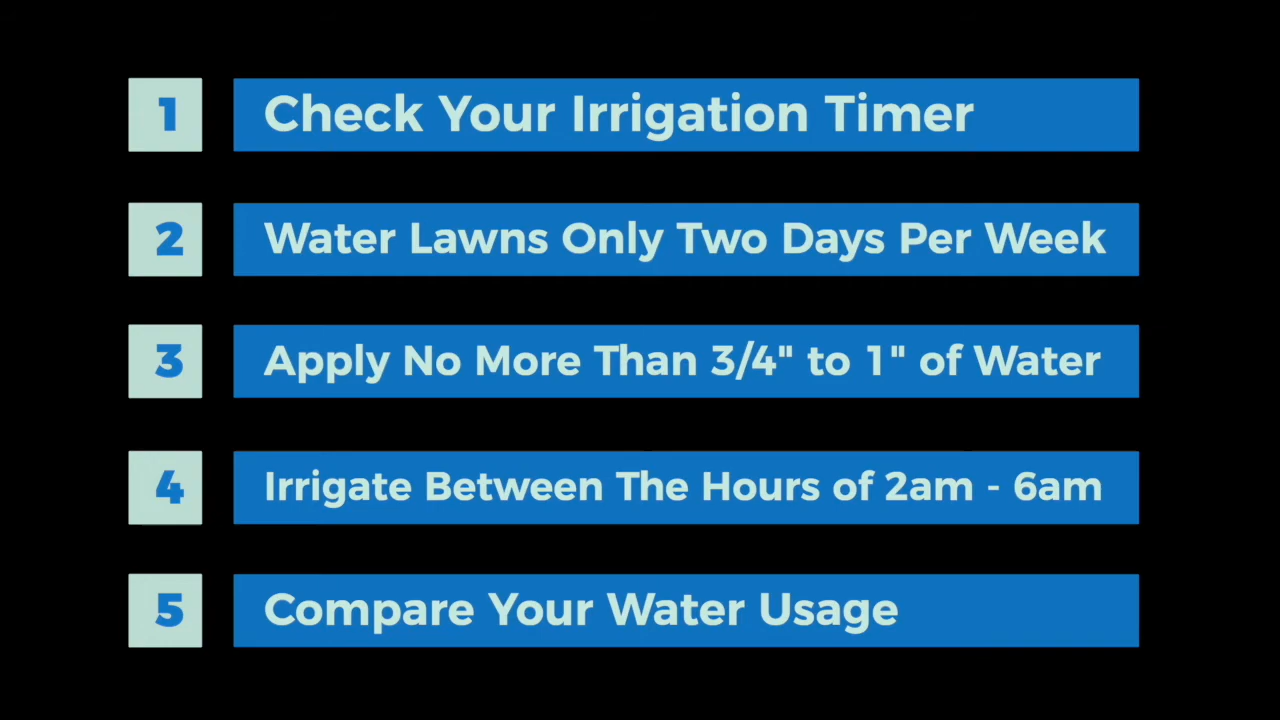 1 Check Your Irrigation Timer
2 Water Lawns Only Two Days Per Week
3 Apply No More Than 3/4" to 1" of Water
4 Irrigate Between The Hours of 2am - 6am
5 Compare Your Water Usage